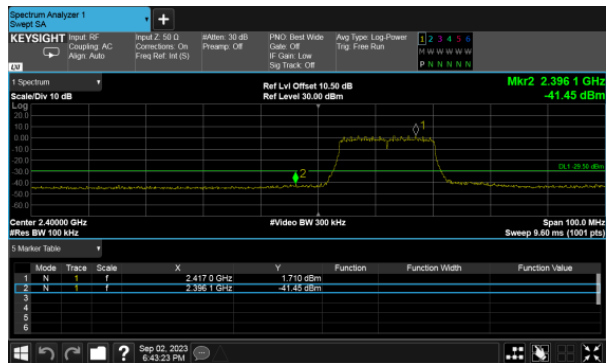 Spectrum Analyzer 1
Swept SA
+
KEYSIGHT Input: RF Input Z: 50 Ω #Atten: 30 dB PNO: Best Wide Avg Type: Log-Power 1 2 3 4 5 6
Coupling: AC Corrections: On Preamp: Off Gate: Off Trig: Free Run M W W W W W
Align: Auto Freq Ref: Int (S) IF Gain: Low P N N N N N
Sig Track: Off
LXI
1 Spectrum Ref Lvl Offset 10.50 dB Mkr2 2.396 1 GHz
Scale/Div 10 dB Ref Level 30.00 dBm -41.45 dBm
Log
20.0
10.0
1
0.00
-10.0
-20.0
DL1 -29.50 dBm
-30.0
2
-40.0
-50.0
-60.0
Center 2.40000 GHz #Video BW 300 kHz Span 100.0 MHz
#Res BW 100 kHz Sweep 9.60 ms (1001 pts)
5 Marker Table
Mode Trace Scale X Y Function Function Width Function Value
1 N 1 f 2.417 0 GHz 1.710 dBm
2 N 1 f 2.396 1 GHz -41.45 dBm
3
4
5
6
? Sep 02, 2023
6:43:23 PM